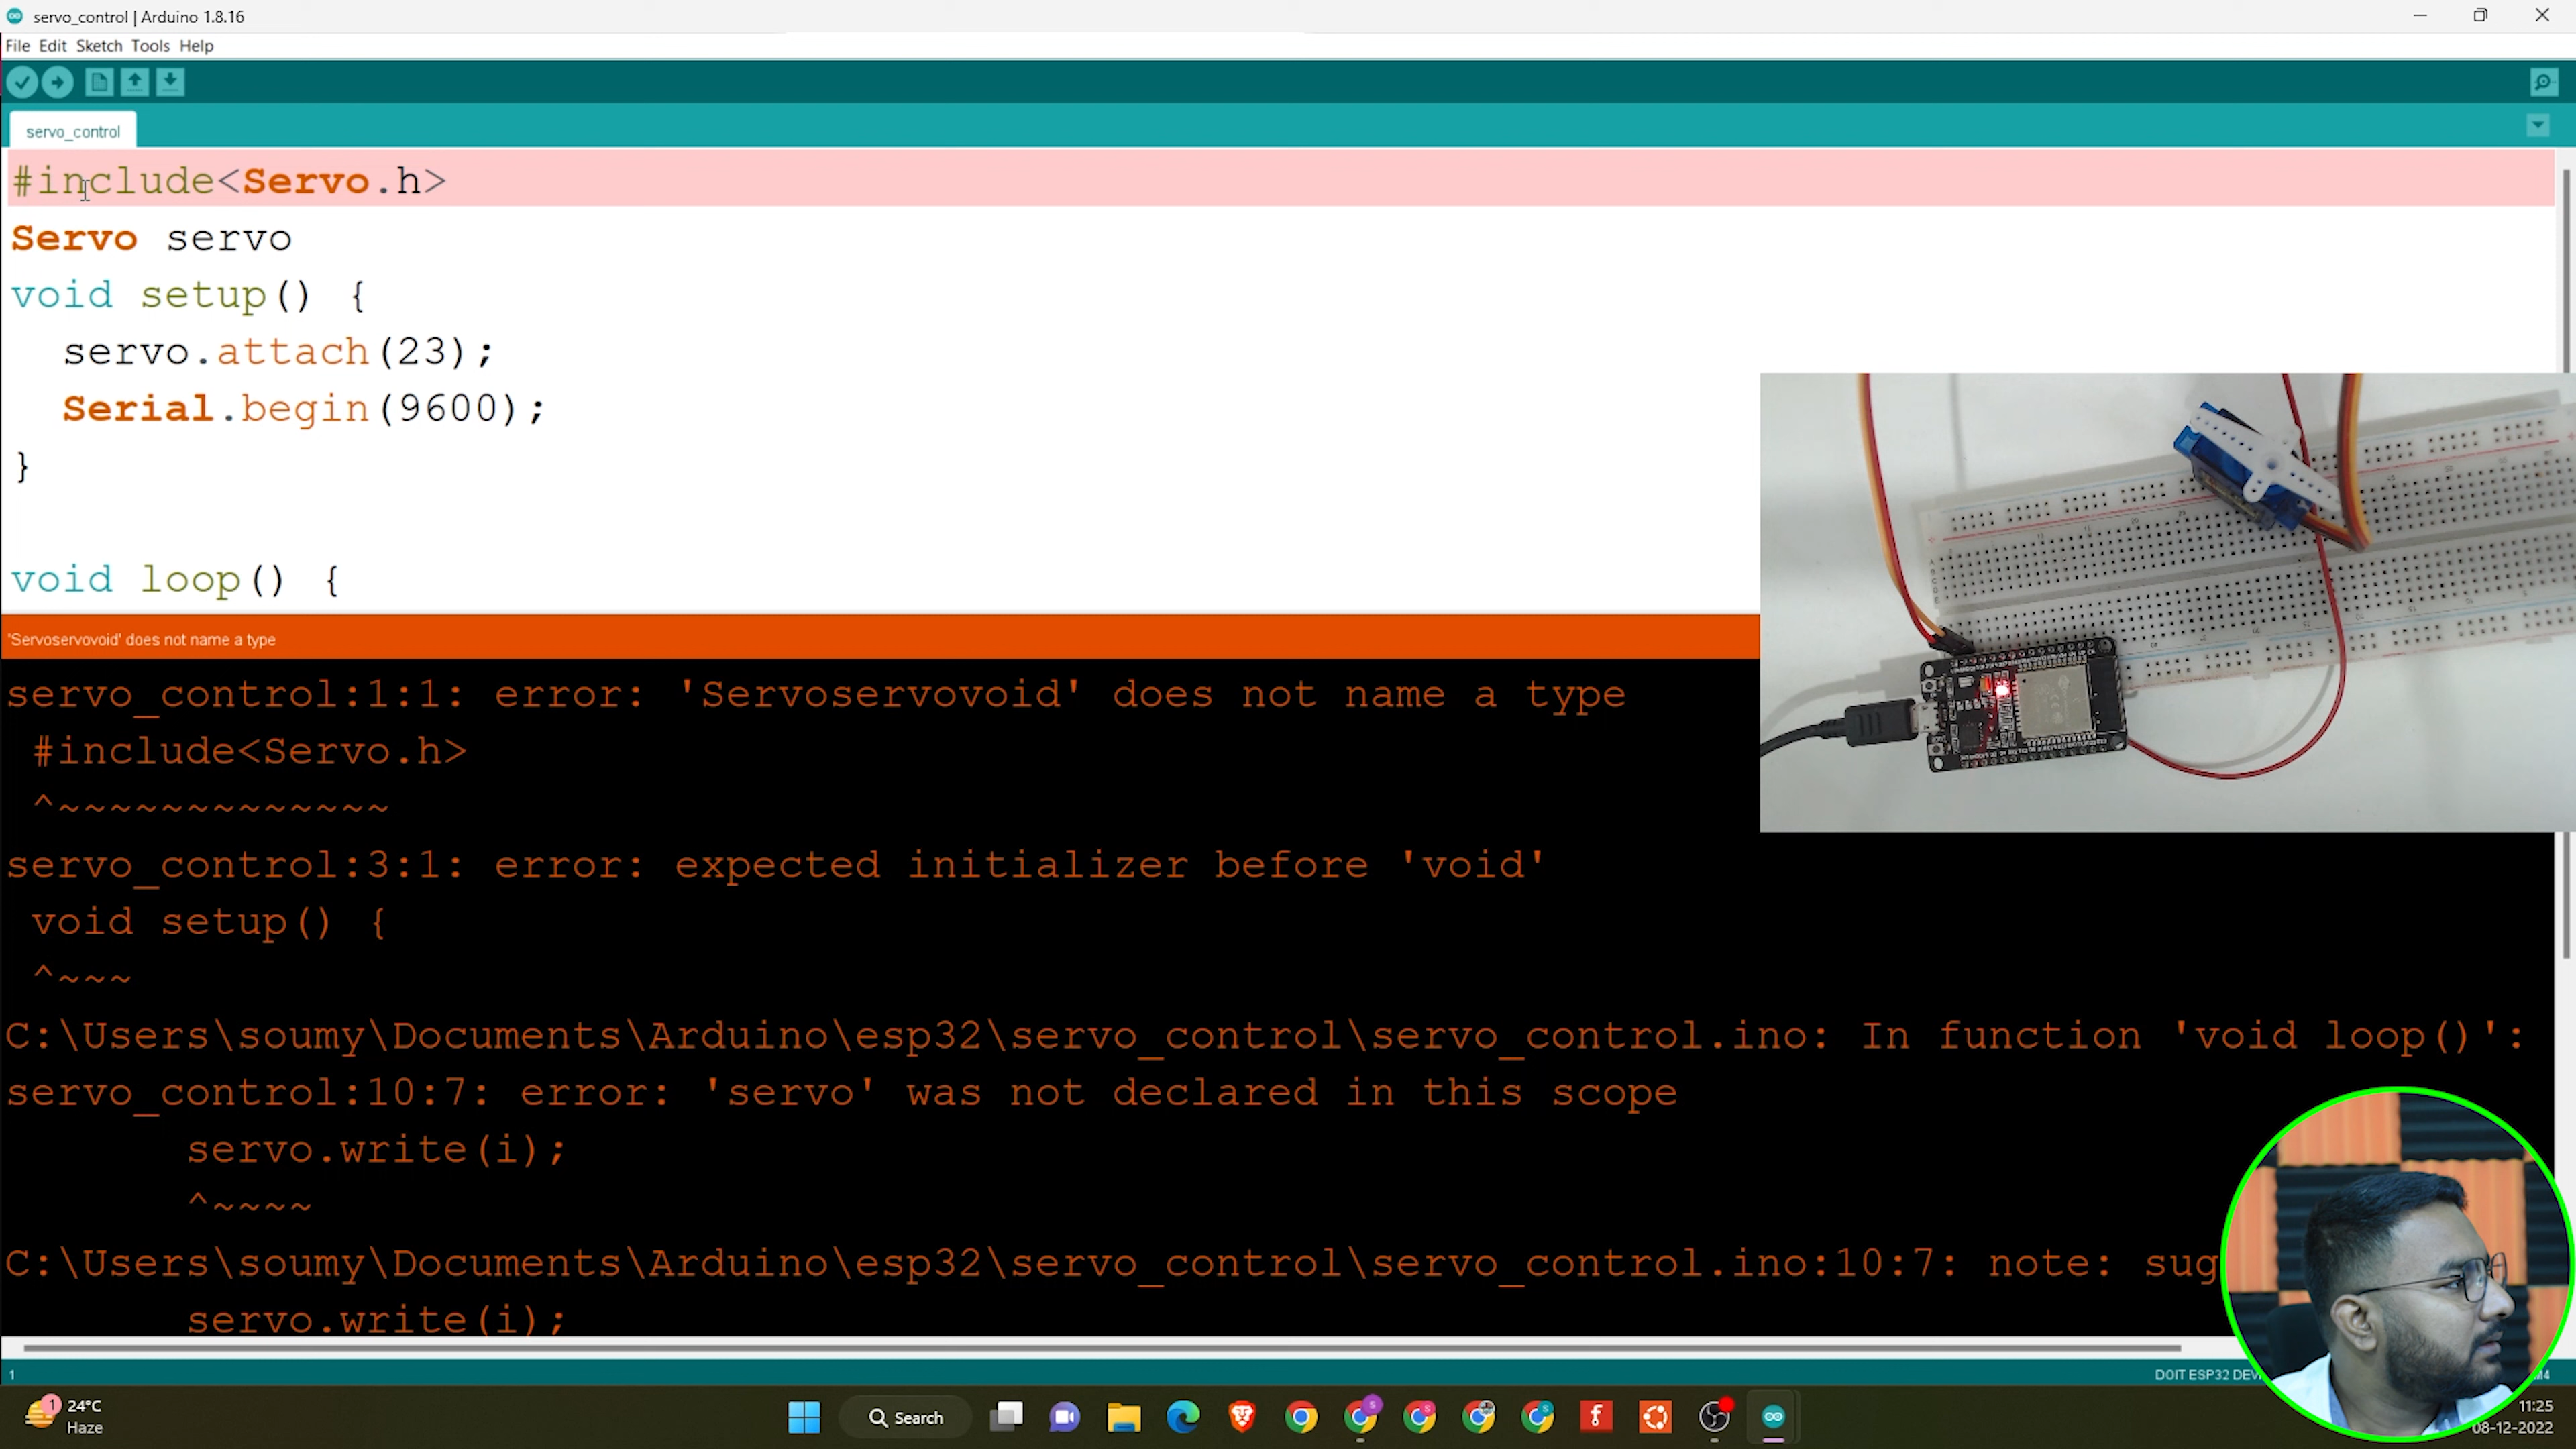 servo_control | Arduino 1.8.16
File Edit Sketch Tools Help
servo_control
#include<Servo.h>
Servo servo
void setup() {
servo.attach(23);
Serial.begin(9600);
}
void loop() {
'Servoservovoid' does not name a type
servo_control:1:1: error: 'Servoservovoid' does not name a type
#include<Servo.h>
^~~~~~~~~~~~~~
servo_control:3:1: error: expected initializer before 'void'
void setup() {
^~~~
C:\Users\soumy\Documents\Arduino\esp32\servo_control\servo_control.ino: In function 'void loop()':
servo_control:10:7: error: 'servo' was not declared in this scope
servo.write(i);
^~~~~
C:\Users\soumy\Documents\Arduino\esp32\servo_control\servo_control.ino:10:7: note: sug
servo.write(i);
1
DOIT ESP32 DEV
M4
1
24°C
Haze
Search
11:25
08-12-2022